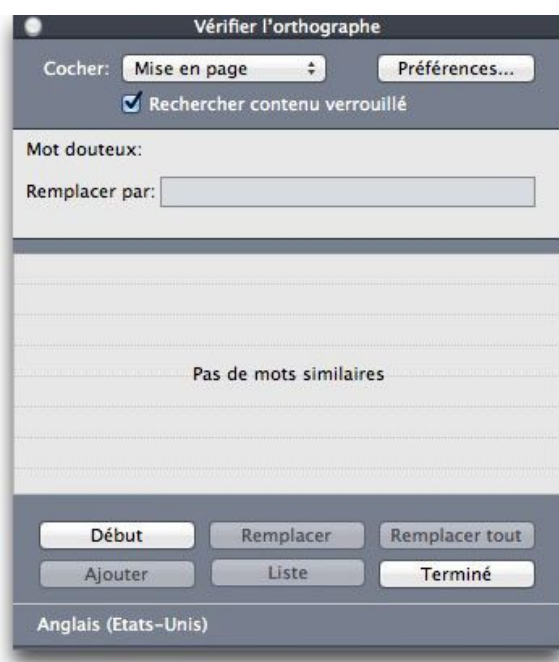 Vérifier l'orthographe
Cocher: Mise en page Préférences...
Rechercher contenu verrouillé
Mot douteux:
Remplacer par:
Pas de mots similaires
Début Remplacer Remplacer tout
Ajouter Liste Terminé
Anglais (Etats-Unis)